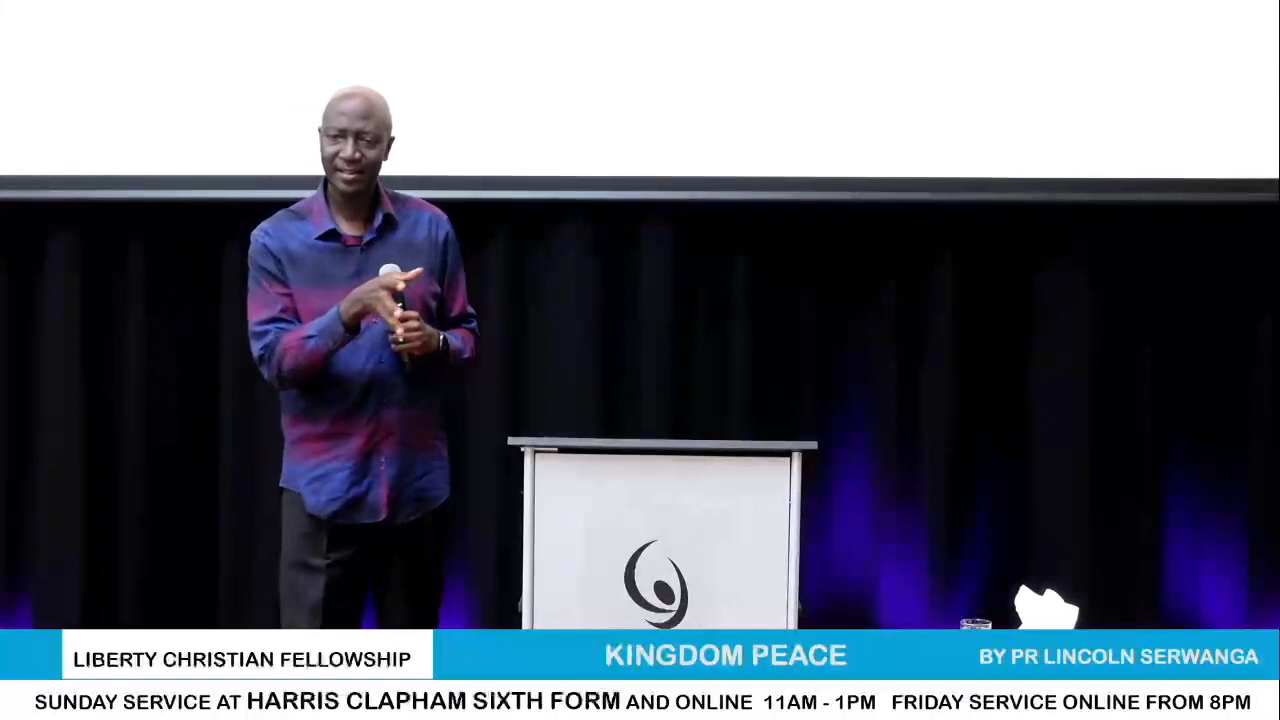 LIBERTY CHRISTIAN FELLOWSHIP
KINGDOM PEACE
BY PR LINCOLN SERWANGA
SUNDAY SERVICE AT HARRIS CLAPHAM SIXTH FORM AND ONLINE 11AM - 1PM FRIDAY SERVICE ONLINE FROM 8PM